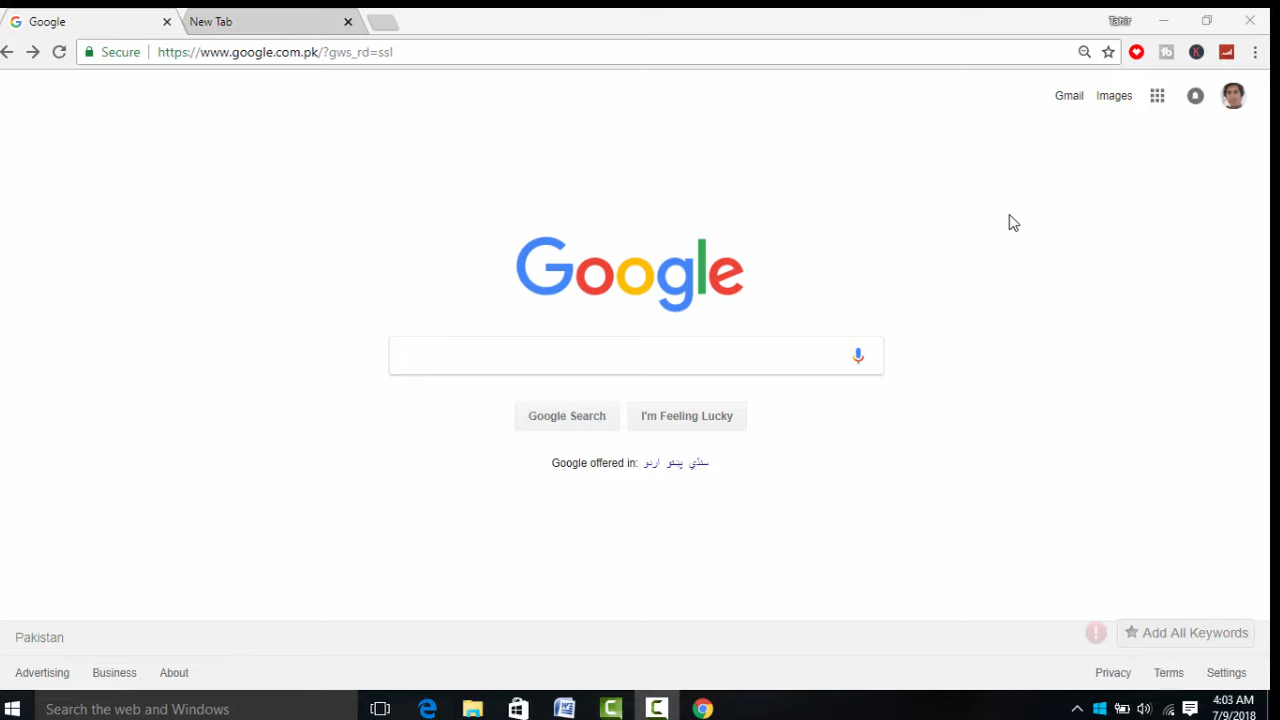 Google
New Tab
Tahir
Secure
https://www.google.com.pk/?gws_rd=ssl
Gmail Images
Google
Google Search
I'm Feeling Lucky
Google offered in: اردو پښتو سنڌي
Pakistan
Add All Keywords
Advertising Business About
Privacy Terms Settings
Search the web and Windows
4:03 AM
7/9/2018